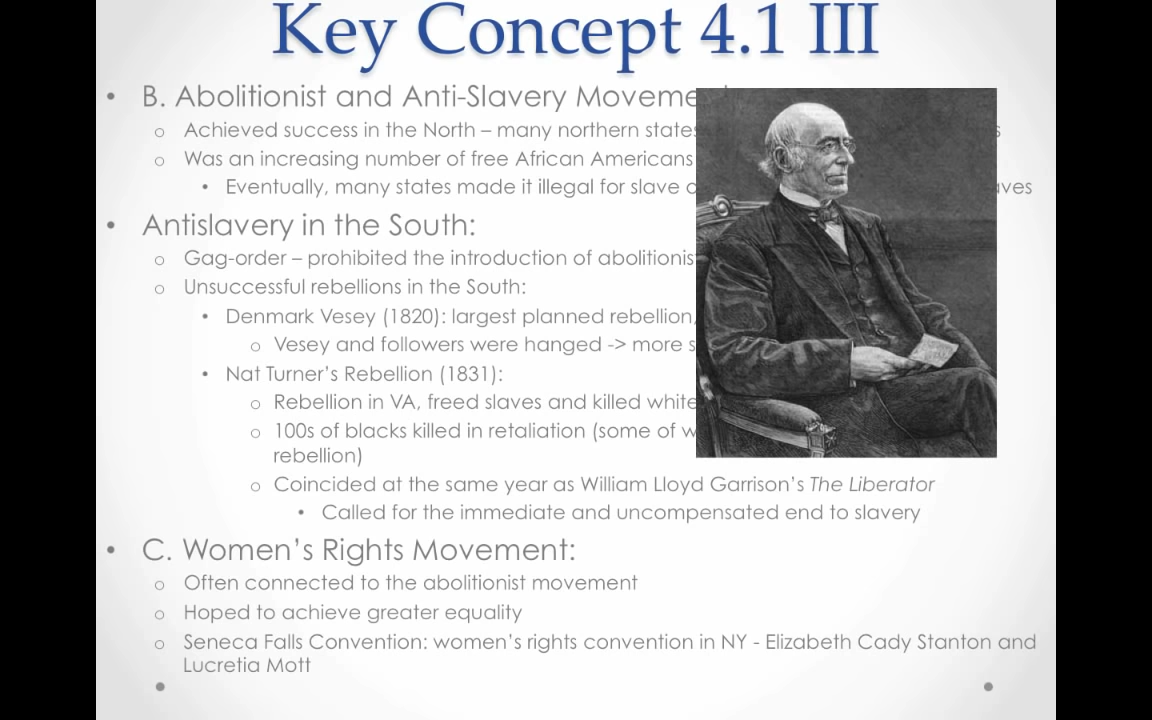 Key Concept 4.1 III
• B. Abolitionist and Anti-Slavery
o Achieved success in the North – many northern states
o Was an increasing number of free African Americans
• Eventually, many states made it illegal for slave
• Antislavery in the South:
o Gag-order – prohibited the introduction of
o Unsuccessful rebellions in the South:
• Denmark Vesey (1820): largest planned rebellion,
o Vesey and followers were hanged -> more
• Nat Turner’s Rebellion (1831):
o Rebellion in VA, freed slaves and killed
o 100s of blacks killed in retaliation (some of
rebellion)
o Coincided at the same year as William Lloyd Garrison’s The Liberator
• Called for the immediate and uncompensated end to slavery
• C. Women’s Rights Movement:
o Often connected to the abolitionist movement
o Hoped to achieve greater equality
o Seneca Falls Convention: women’s rights convention in NY - Elizabeth Cady Stanton and
Lucretia Mott